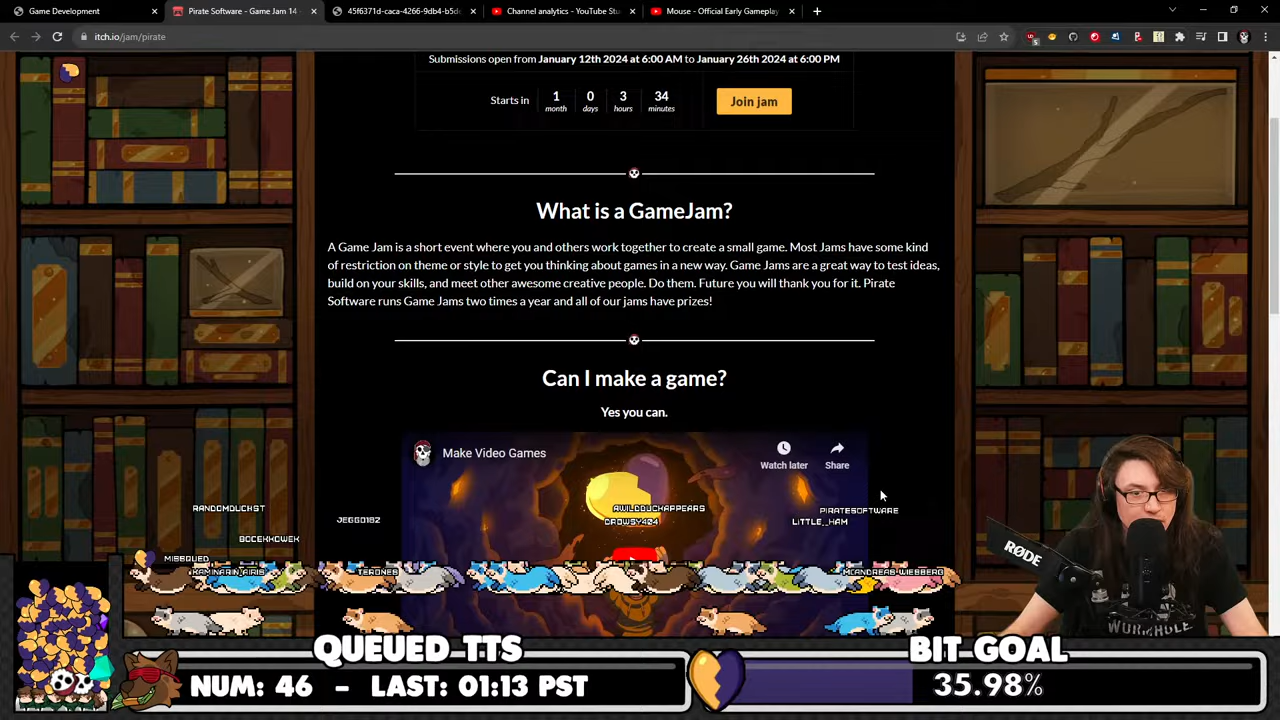 Game Development
Pirate Software - Game Jam 14
45f6371d-caca-4266-9db4-b5d
Channel analytics - YouTube Stu
Mouse - Official Early Gameplay
itch.io/jam/pirate
Submissions open from January 12th 2024 at 6:00 AM to January 26th 2024 at 6:00 PM
Starts in
1
0
3
34
month
days
hours
minutes
Join jam
What is a GameJam?
A Game Jam is a short event where you and others work together to create a small game. Most Jams have some kind
of restriction on theme or style to get you thinking about games in a new way. Game Jams are a great way to test ideas,
build on your skills, and meet other awesome creative people. Do them. Future you will thank you for it. Pirate
Software runs Game Jams two times a year and all of our jams have prizes!
Can I make a game?
Yes you can.
Make Video Games
Watch later
Share
RANDOMDUCKST
JEGG0182
AWILDDUCKAPPEARS
DROWSY404
PIRATESOFTWARE
LITTLE_HAM
BOCEKKOWEK
MISSQUED
KAMINARIN_AIRIS
TERONES
MCANDREAS_WIEBERG
RØDE
WORMHOLE
QUEUED TTS
NUM: 46 - LAST: 01:13 PST
BIT GOAL
35.98%